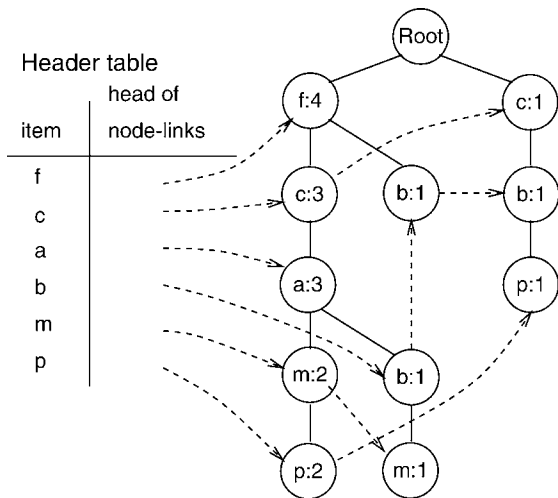 Root
Header table
head of
item node-links
f
c
a
b
m
p
f:4
c:1
c:3
b:1
b:1
a:3
p:1
m:2
b:1
p:2
m:1